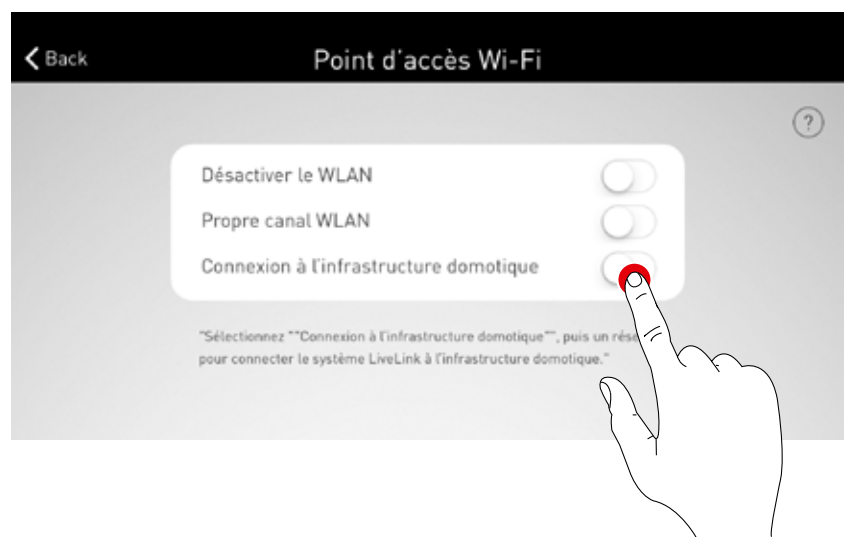 Back
Point d'accès Wi-Fi
?
Désactiver le WLAN
Propre canal WLAN
Connexion à l'infrastructure domotique
"Sélectionnez ""Connexion à l'infrastructure domotique"", puis un
pour connecter le système LiveLink à l'infrastructure domotique."